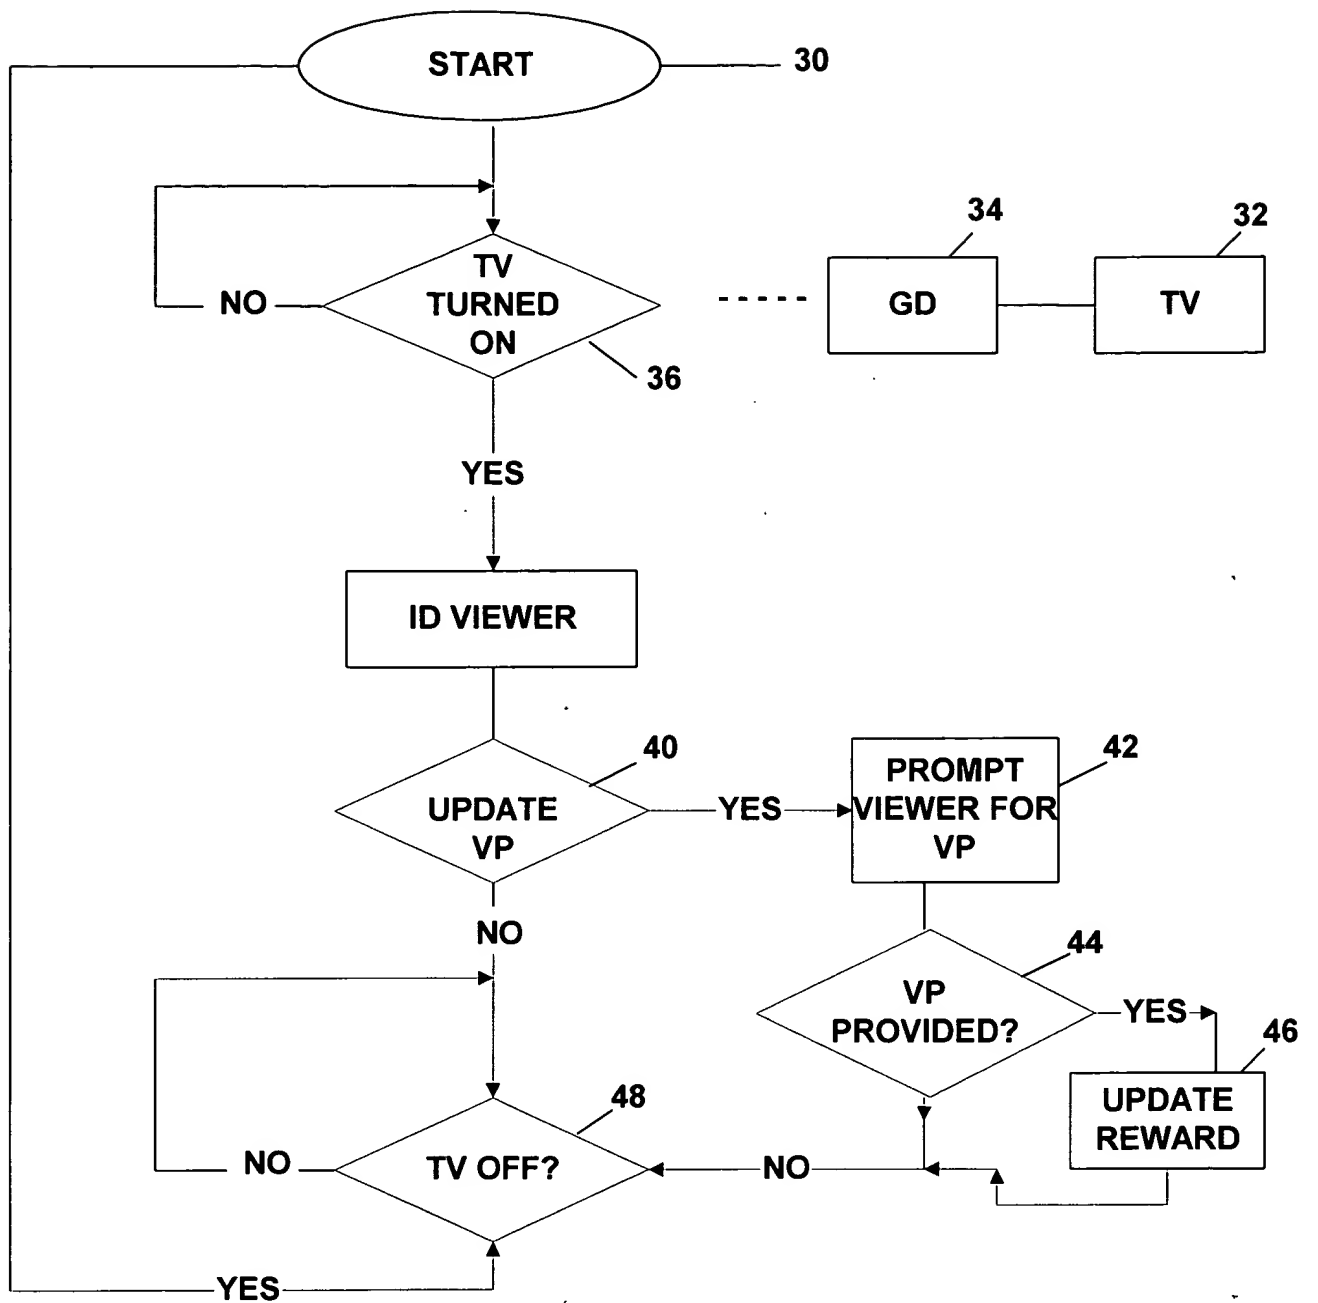 START
30
34
32
TV
TURNED
ON
NO
GD
TV
36
YES
ID VIEWER
40
42
UPDATE
VP
YES
PROMPT
VIEWER FOR
VP
NO
44
VP
PROVIDED?
YES
46
UPDATE
REWARD
48
NO
TV OFF?
NO
YES